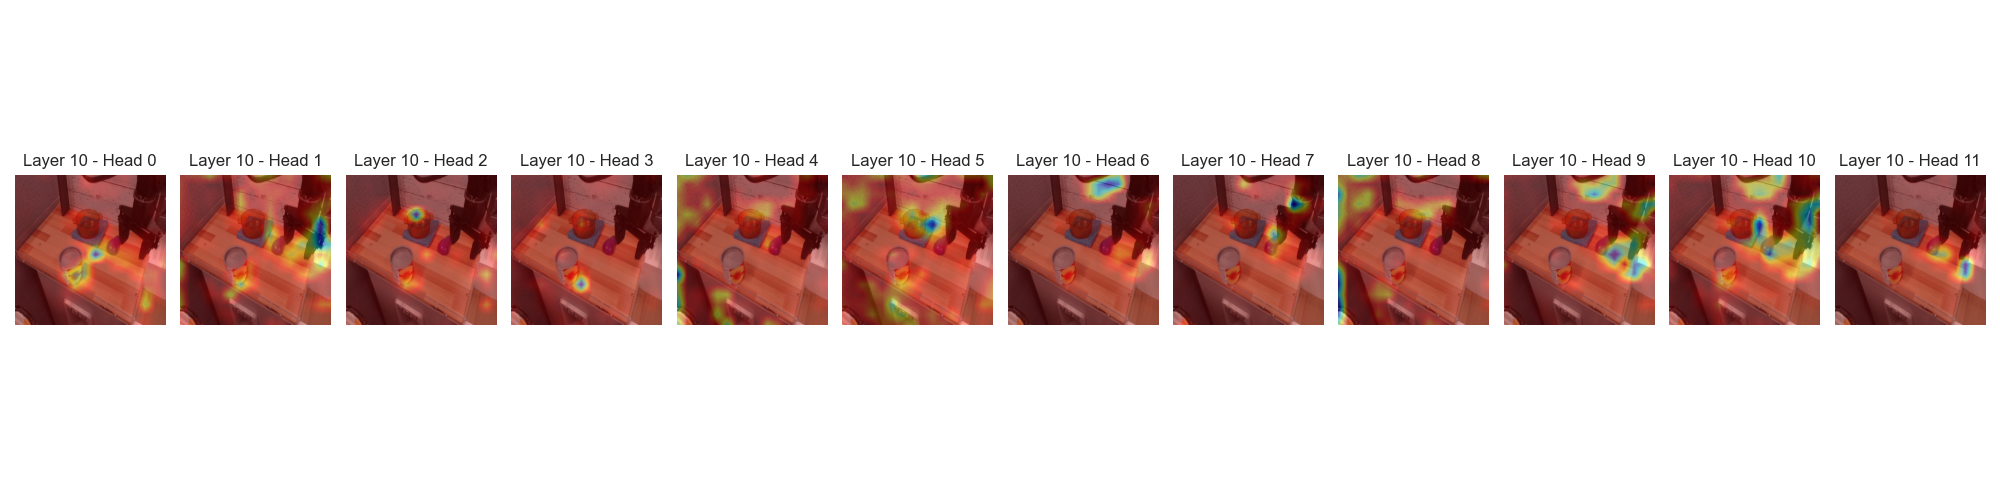 Layer 10 - Head 0
Layer 10 - Head 1
Layer 10 - Head 2
Layer 10 - Head 3
Layer 10 - Head 4
Layer 10 - Head 5
Layer 10 - Head 6
Layer 10 - Head 7
Layer 10 - Head 8
Layer 10 - Head 9
Layer 10 - Head 10
Layer 10 - Head 11